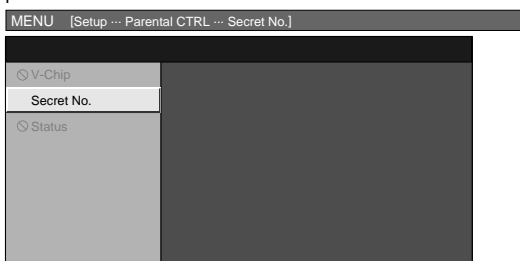 MENU [Setup ··· Parental CTRL ··· Secret No.]
V-Chip
Secret No.
Status